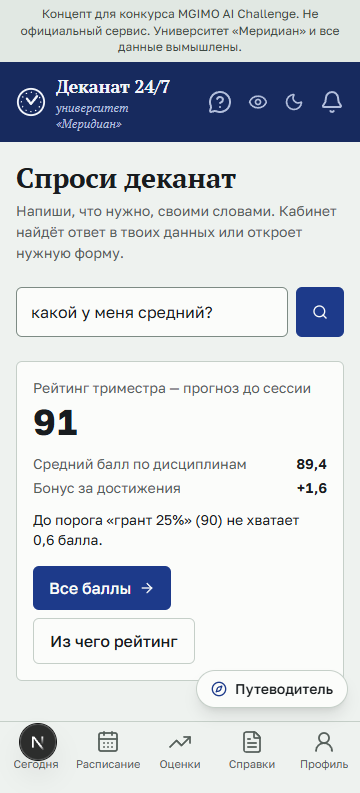 Концепт для конкурса MGIMO AI Challenge. Не
официальный сервис. Университет «Меридиан» и все
данные вымышлены.
Деканат 24/7
университет
«Меридиан»
Спроси деканат
Напиши, что нужно, своими словами. Кабинет
найдёт ответ в твоих данных или откроет
нужную форму.
какой у меня средний?
Рейтинг триместра — прогноз до сессии
91
Средний балл по дисциплинам 89,4
Бонус за достижения +1,6
До порога «грант 25%» (90) не хватает
0,6 балла.
Все баллы →
Из чего рейтинг
Путеводитель
N
Сегодня Расписание Оценки Справки Профиль